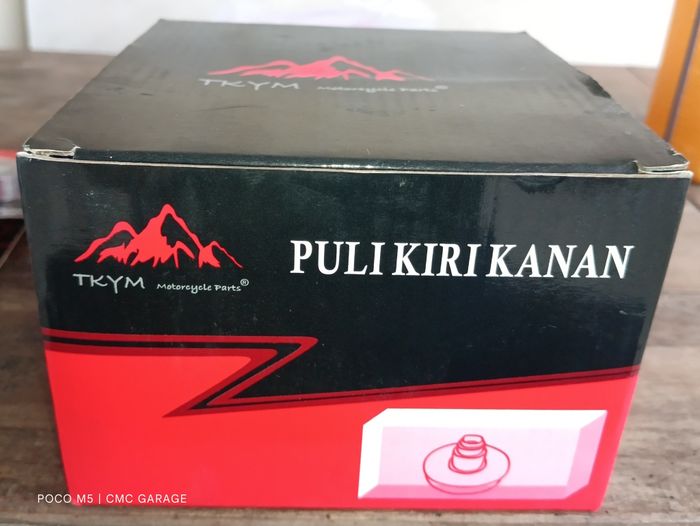 TKYM Motorcycle Parts®
TKYM Motorcycle Parts®
PULI KIRI KANAN
POCO M5 | CMC GARAGE